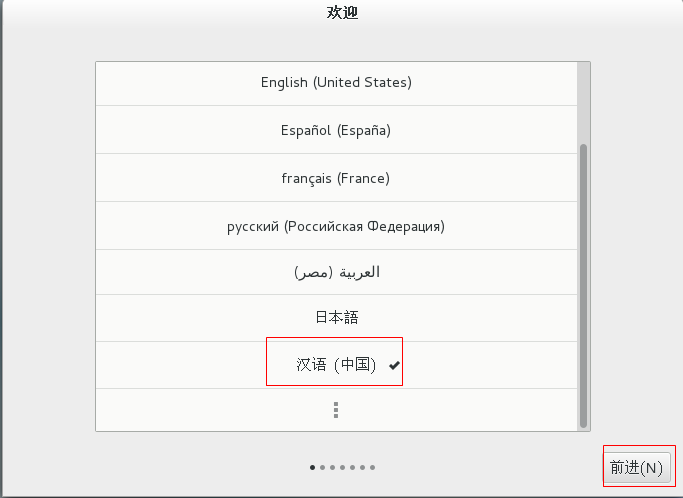 欢迎
English (United States)
Español (España)
français (France)
русский (Российская Федерация)
العربية (مصر)
日本語
汉语 (中国)
前进(N)